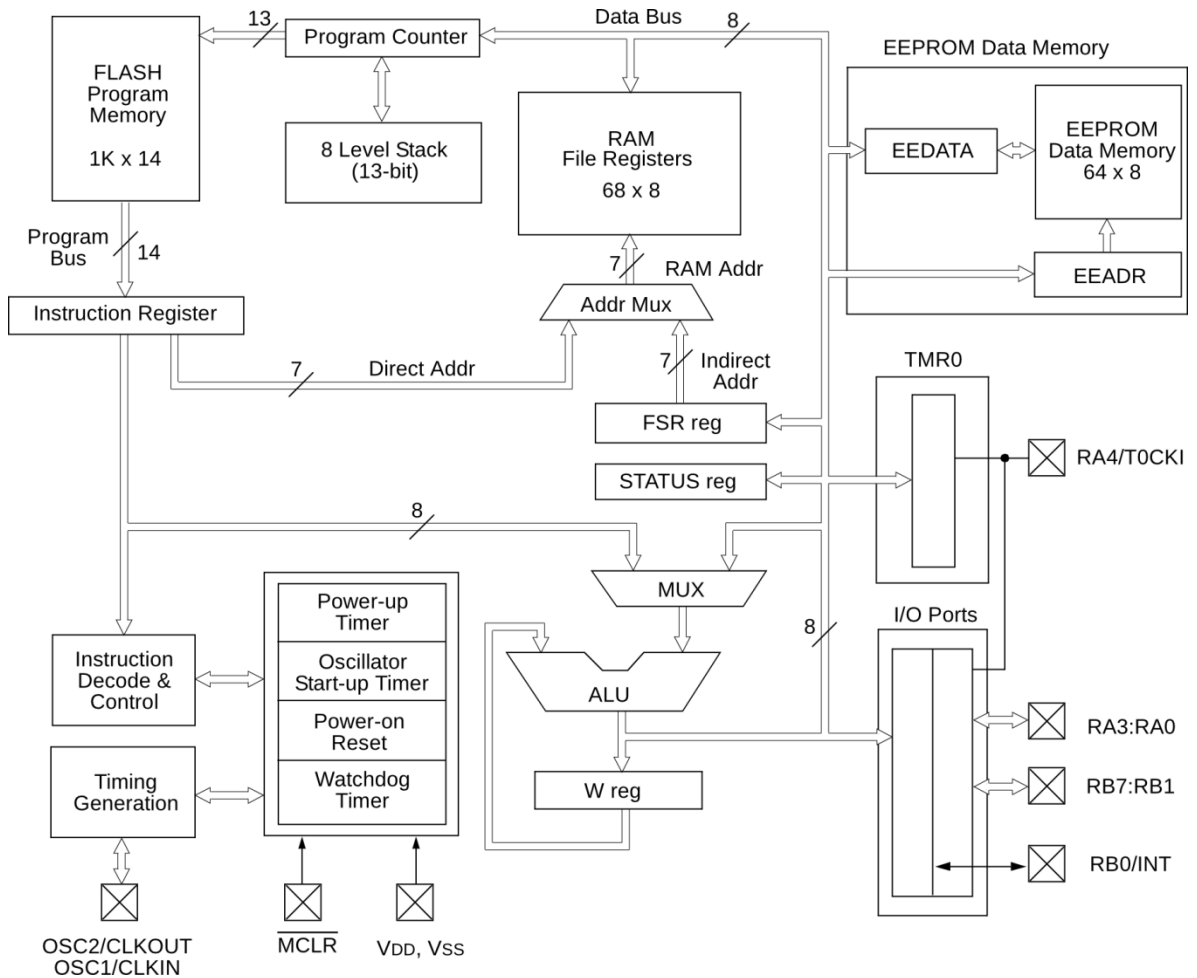 Data Bus
13
8
Program Counter
EEPROM Data Memory
FLASH
Program
Memory
1K x 14
8 Level Stack
(13-bit)
RAM
File Registers
68 x 8
EEDATA
EEPROM
Data Memory
64 x 8
Program
Bus
14
7
RAM Addr
EEADR
Instruction Register
Addr Mux
7
Direct Addr
7
Indirect
Addr
TMR0
FSR reg
RA4/T0CKI
STATUS reg
8
MUX
Power-up
Timer
I/O Ports
8
Instruction
Decode &
Control
Oscillator
Start-up Timer
ALU
Power-on
Reset
RA3:RA0
Timing
Generation
Watchdog
Timer
W reg
RB7:RB1
RB0/INT
OSC2/CLKOUT
OSC1/CLKIN
MCLR
VDD, VSS